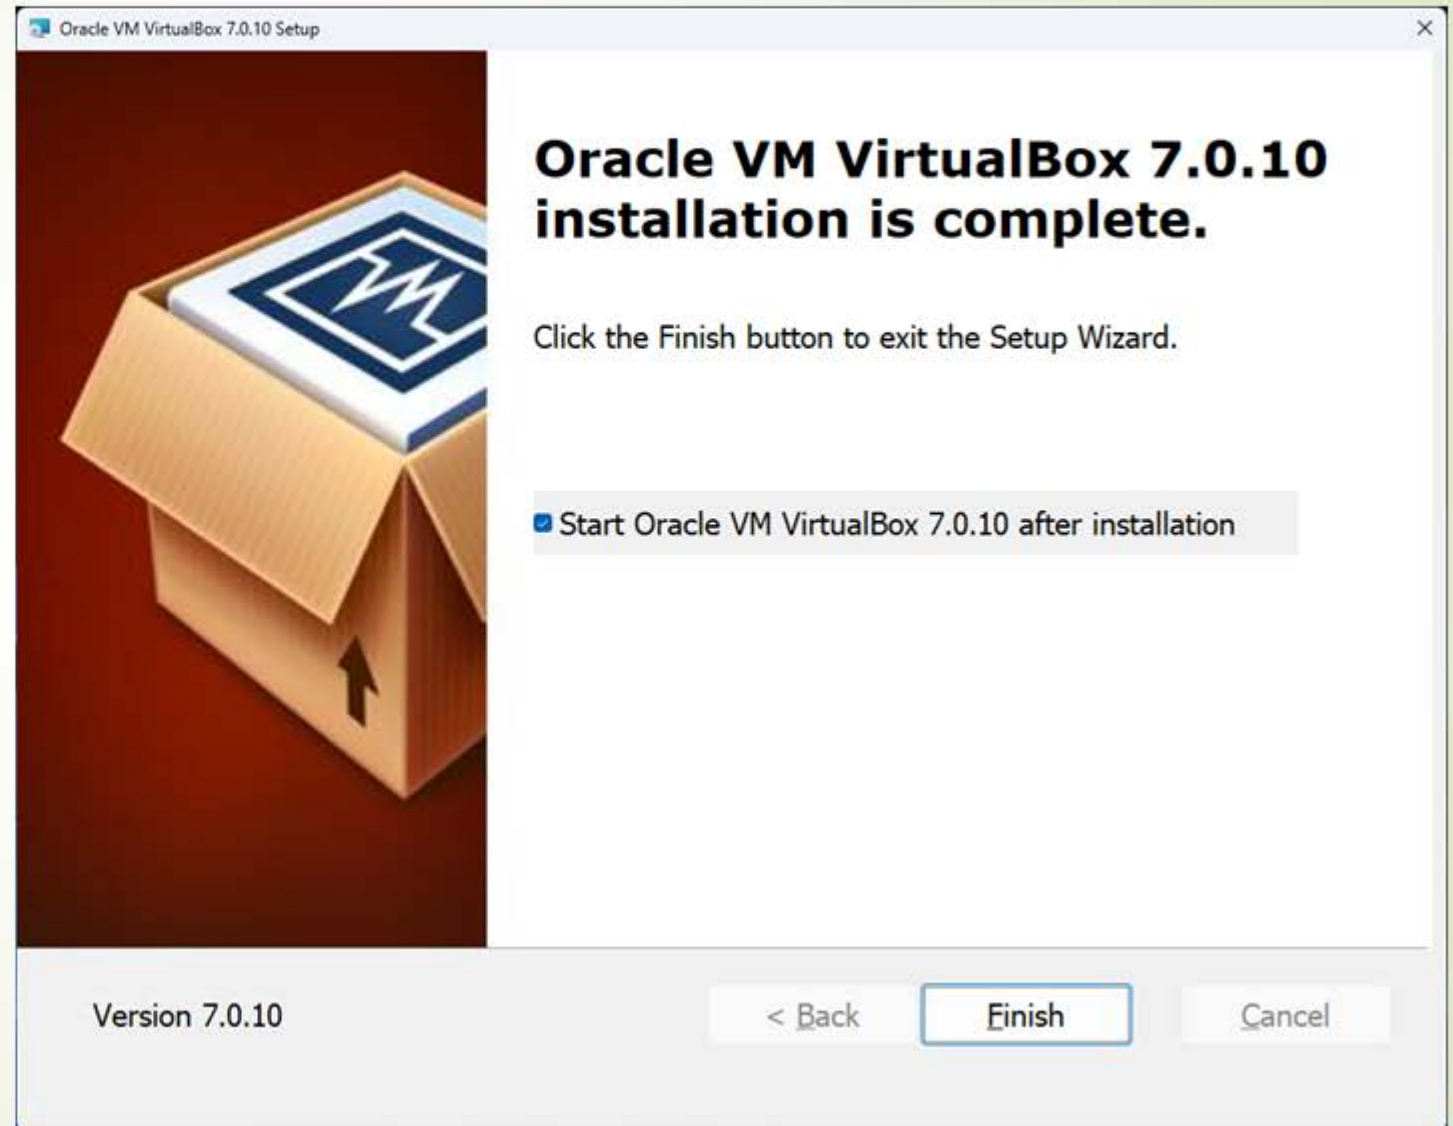 Oracle VM VirtualBox 7.0.10 Setup
Oracle VM VirtualBox 7.0.10
installation is complete.
Click the Finish button to exit the Setup Wizard.
Start Oracle VM VirtualBox 7.0.10 after installation
Version 7.0.10
< Back
Finish
Cancel